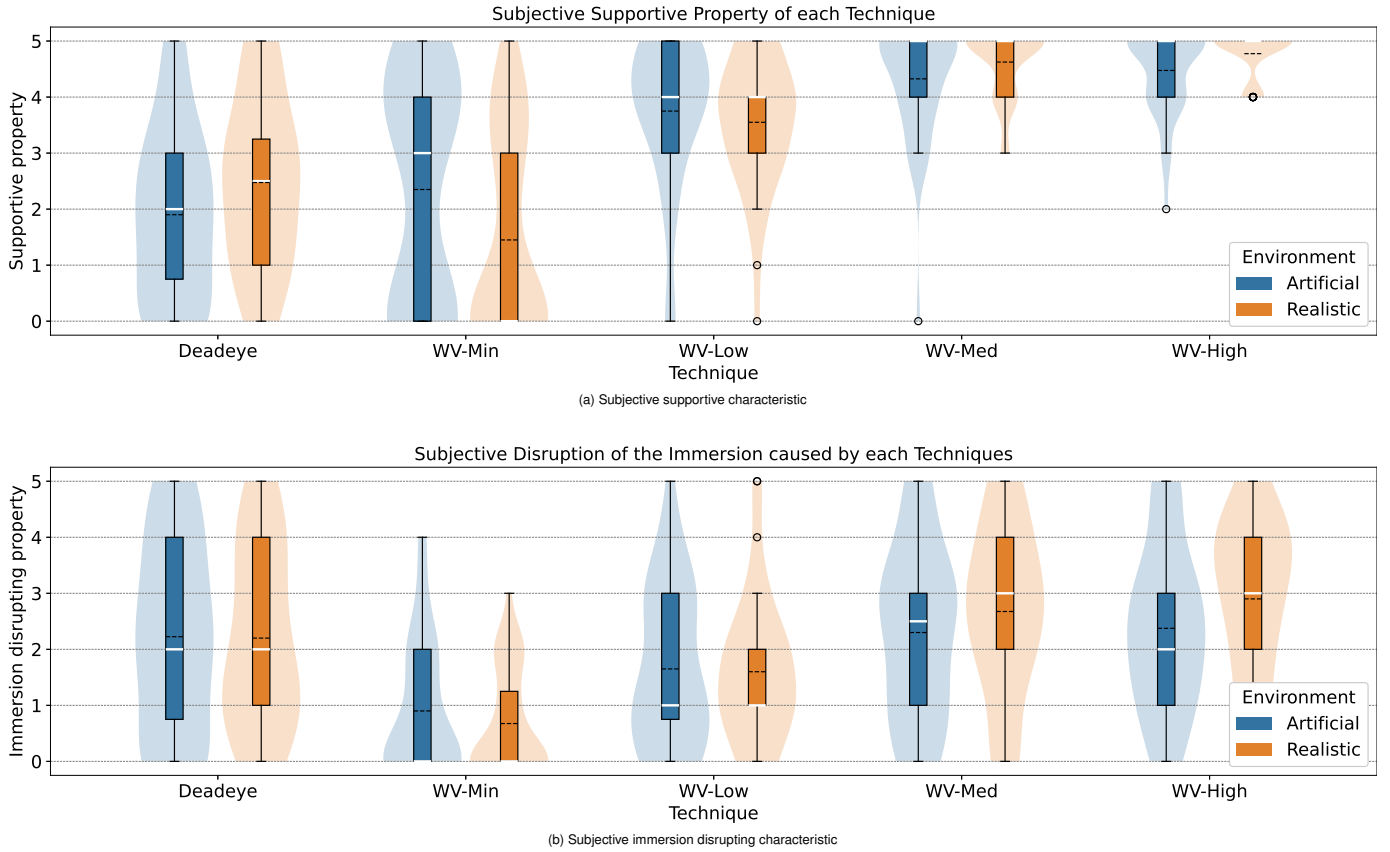 Subjective Supportive Property of each Technique
Supportive property
5
4
3
2
1
0
Environment
Artificial
Realistic
Deadeye WV-Min WV-Low WV-Med WV-High
Technique
(a) Subjective supportive characteristic
Subjective Disruption of the Immersion caused by each Techniques
Immersion disrupting property
5
4
3
2
1
0
Environment
Artificial
Realistic
Deadeye WV-Min WV-Low WV-Med WV-High
Technique
(b) Subjective immersion disrupting characteristic